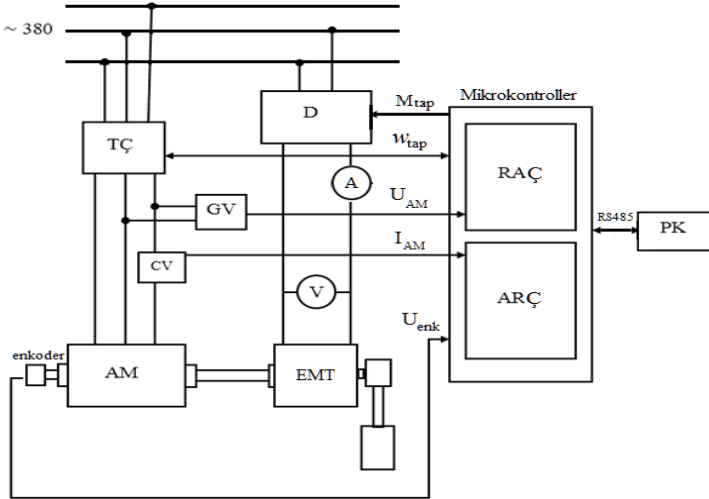 ~ 380
Mikrokontroller
D
Mtap
TÇ
wtap
RAÇ
A
GV
UAM
RS485
PK
IAM
CV
V
ARÇ
Uenk
enkoder
AM
EMT